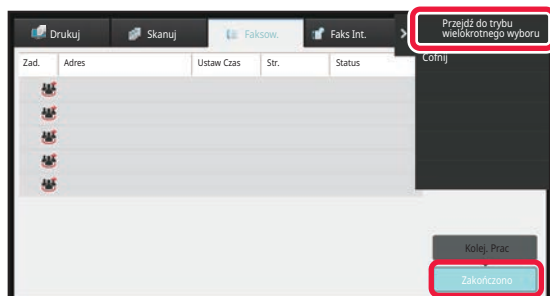 Drukuj
Skanuj
Faksow.
Faks Int.
Przejdź do trybu
wielokrotnego wyboru
Zad.
Adres
Ustaw Czas
Str.
Status
Cofnij
Kolej. Prac
Zakończono